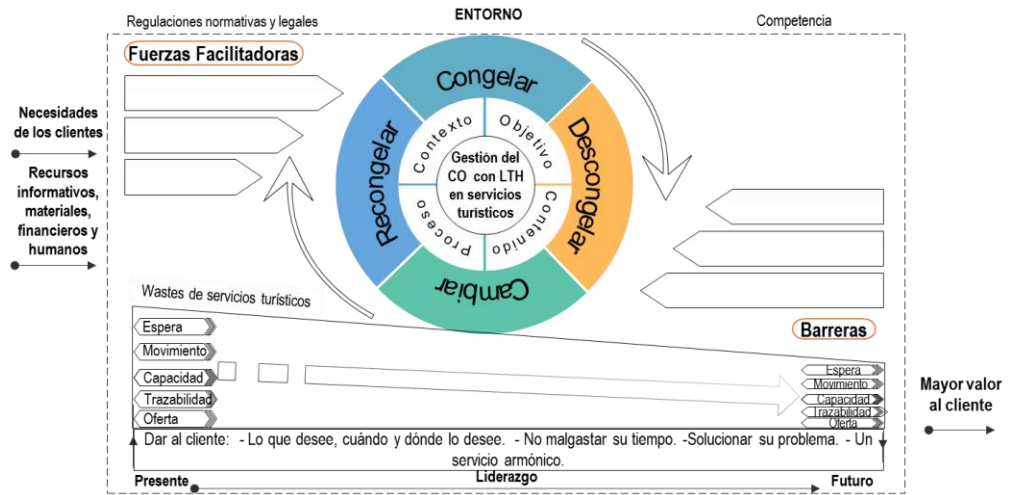 ENTORNO
Regulaciones normativas y legales
Competencia
Fuerzas Facilitadoras
Necesidades
de los clientes
Recursos
informativos,
materiales,
financieros y
humanos
Congelar
Descongelar
Cambiar
Recongelar
Contexto
Objetivo
Contenido
Proceso
Gestión del
CO con LTH
en servicios
turísticos
Wastes de servicios turísticos
Espera
Movimiento
Capacidad
Trazabilidad
Oferta
Barreras
Espera
Movimiento
Capacidad
Trazabilidad
Oferta
Mayor valor
al cliente
Dar al cliente: - Lo que desee, cuándo y dónde lo desee. - No malgastar su tiempo. -Solucionar su problema. - Un
servicio armónico.
Presente
Liderazgo
Futuro